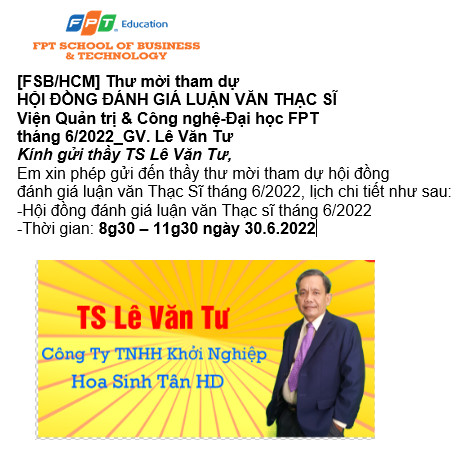 FPT Education
FPT SCHOOL OF BUSINESS
& TECHNOLOGY
[FSB/HCM] Thư mời tham dự
HỘI ĐỒNG ĐÁNH GIÁ LUẬN VĂN THẠC SĨ
Viện Quản trị & Công nghệ-Đại học FPT
tháng 6/2022_GV. Lê Văn Tư
Kính gửi thầy TS Lê Văn Tư,
Em xin phép gửi đến thầy thư mời tham dự hội đồng
đánh giá luận văn Thạc Sĩ tháng 6/2022, lịch chi tiết như sau:
-Hội đồng đánh giá luận văn Thạc sĩ tháng 6/2022
-Thời gian: 8g30 – 11g30 ngày 30.6.2022
TS Lê Văn Tư
Công Ty TNHH Khởi Nghiệp
Hoa Sinh Tân HD